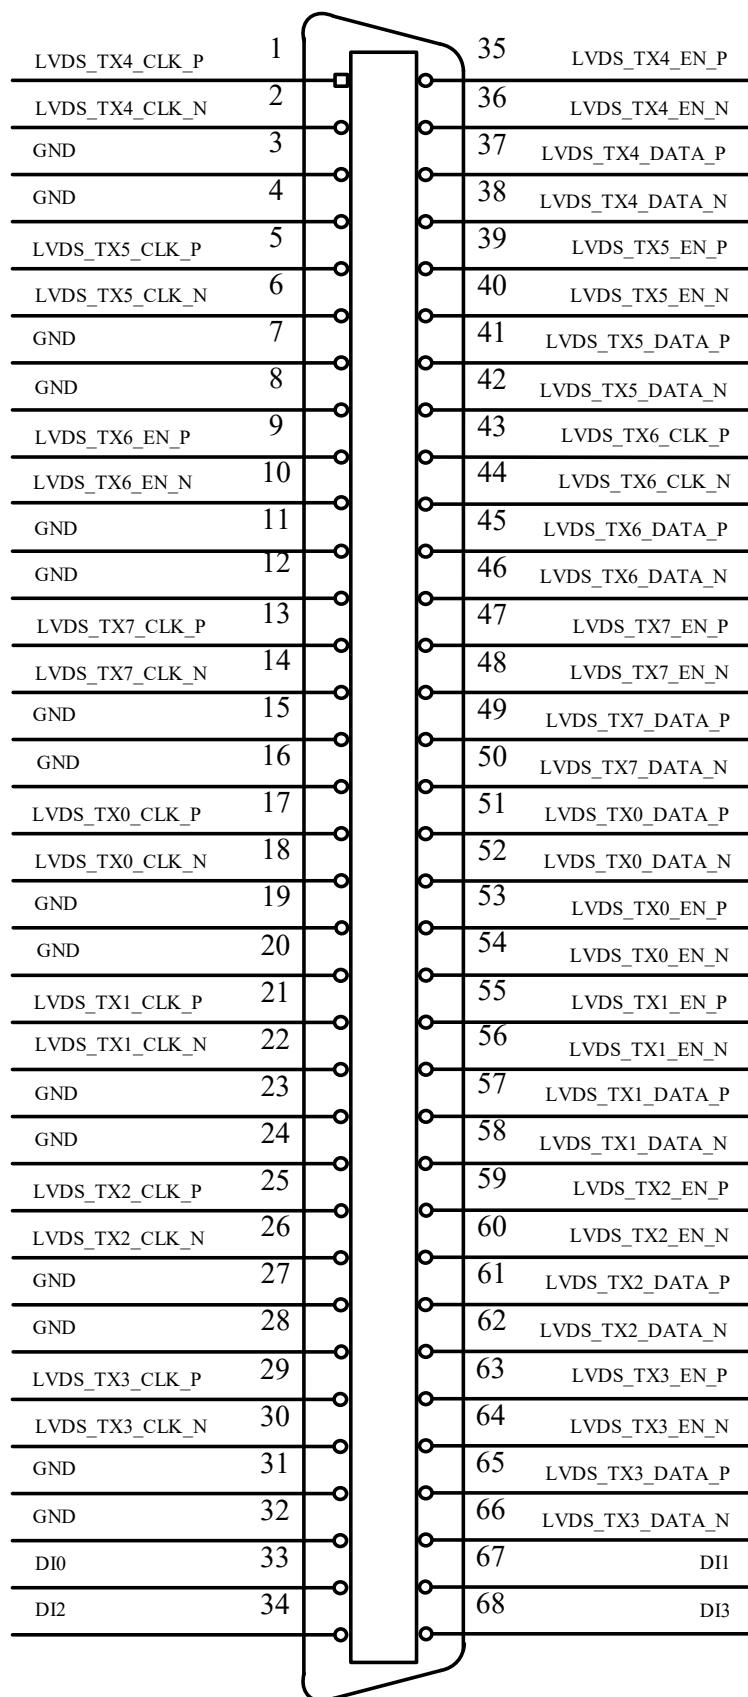 LVDS_TX4_CLK_P 1 35 LVDS_TX4_EN_P
LVDS_TX4_CLK_N 2 36 LVDS_TX4_EN_N
GND 3 37 LVDS_TX4_DATA_P
GND 4 38 LVDS_TX4_DATA_N
LVDS_TX5_CLK_P 5 39 LVDS_TX5_EN_P
LVDS_TX5_CLK_N 6 40 LVDS_TX5_EN_N
GND 7 41 LVDS_TX5_DATA_P
GND 8 42 LVDS_TX5_DATA_N
LVDS_TX6_EN_P 9 43 LVDS_TX6_CLK_P
LVDS_TX6_EN_N 10 44 LVDS_TX6_CLK_N
GND 11 45 LVDS_TX6_DATA_P
GND 12 46 LVDS_TX6_DATA_N
LVDS_TX7_CLK_P 13 47 LVDS_TX7_EN_P
LVDS_TX7_CLK_N 14 48 LVDS_TX7_EN_N
GND 15 49 LVDS_TX7_DATA_P
GND 16 50 LVDS_TX7_DATA_N
LVDS_TX0_CLK_P 17 51 LVDS_TX0_DATA_P
LVDS_TX0_CLK_N 18 52 LVDS_TX0_DATA_N
GND 19 53 LVDS_TX0_EN_P
GND 20 54 LVDS_TX0_EN_N
LVDS_TX1_CLK_P 21 55 LVDS_TX1_EN_P
LVDS_TX1_CLK_N 22 56 LVDS_TX1_EN_N
GND 23 57 LVDS_TX1_DATA_P
GND 24 58 LVDS_TX1_DATA_N
LVDS_TX2_CLK_P 25 59 LVDS_TX2_EN_P
LVDS_TX2_CLK_N 26 60 LVDS_TX2_EN_N
GND 27 61 LVDS_TX2_DATA_P
GND 28 62 LVDS_TX2_DATA_N
LVDS_TX3_CLK_P 29 63 LVDS_TX3_EN_P
LVDS_TX3_CLK_N 30 64 LVDS_TX3_EN_N
GND 31 65 LVDS_TX3_DATA_P
GND 32 66 LVDS_TX3_DATA_N
DI0 33 67 DI1
DI2 34 68 DI3